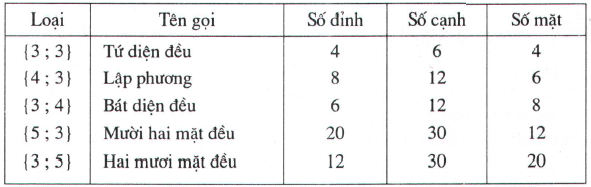 Loại Tên gọi Số đỉnh Số cạnh Số mặt
{3 ; 3} Tứ diện đều 4 6 4
{4 ; 3} Lập phương 8 12 6
{3 ; 4} Bát diện đều 6 12 8
{5 ; 3} Mười hai mặt đều 20 30 12
{3 ; 5} Hai mươi mặt đều 12 30 20